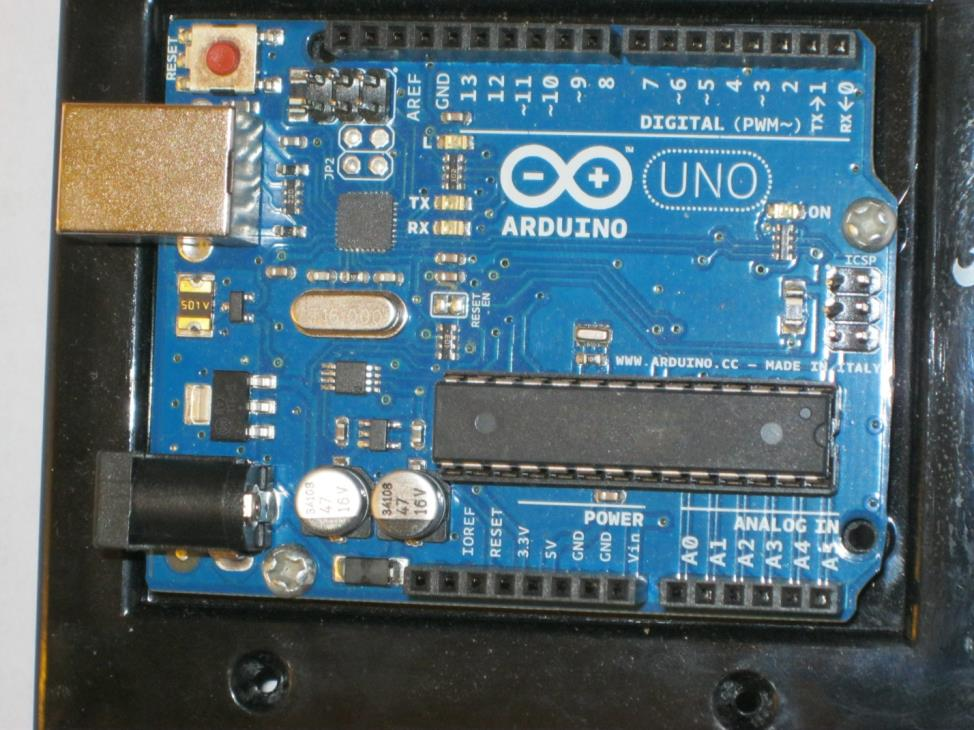 RESET
AREF
GND
13
12
~11
~10
~9
8
7
~6
~5
4
~3
2
TX→1
RX←0
DIGITAL (PWM~)
JP2
L
TX
RX
ARDUINO
™
UNO
ON
ICSP
501V
16.000
RESET
EN
WWW.ARDUINO.CC – MADE IN ITALY
34108
47
16V
34108
47
16V
POWER
ANALOG IN
IOREF
RESET
3.3V
5V
GND
GND
Vin
A0
A1
A2
A3
A4